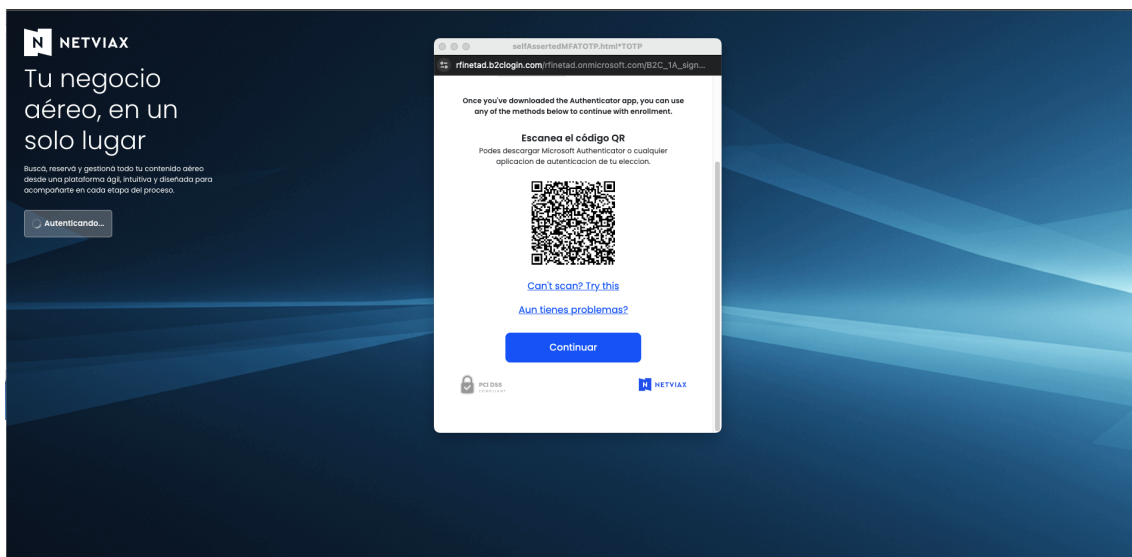 NETVIAX
Tu negocio
aéreo, en un
solo lugar
Buscá, reservá y gestioná todo tu contenido aéreo
desde una plataforma ágil, intuitiva y diseñada para
acompañarte en cada etapa del proceso.
Autenticando...
selfAssertedMFATOTP.html*TOTP
rfinetad.b2clogin.com/rfinetad.onmicrosoft.com/B2C_1A_sign...
Once you've downloaded the Authenticator app, you can use
any of the methods below to continue with enrollment.
Escanea el código QR
Podes descargar Microsoft Authenticator o cualquier
aplicacion de autenticacion de tu eleccion.
Can't scan? Try this
Aun tienes problemas?
Continuar
PCI DSS
COMPLIANT
NETVIAX